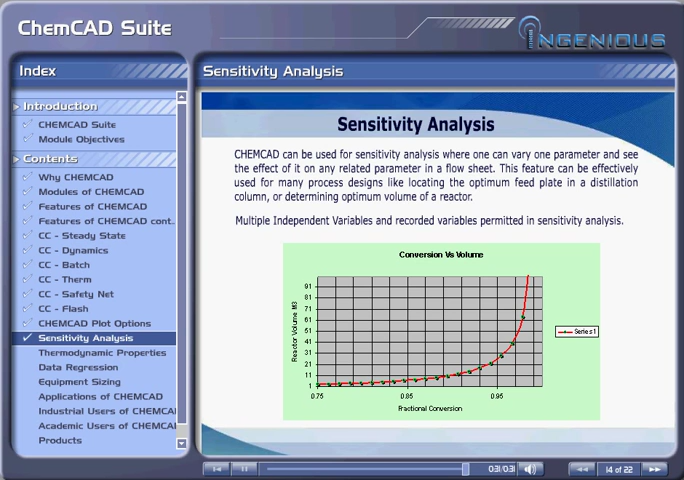 ChemCAD Suite
INGENIOUS
Index
Introduction
CHEMCAD Suite
Module Objectives
Contents
Why CHEMCAD
Modules of CHEMCAD
Features of CHEMCAD
Features of CHEMCAD cont.
CC - Steady State
CC - Dynamics
CC - Batch
CC - Therm
CC - Safety Net
CC - Flash
CHEMCAD Plot Options
Sensitivity Analysis
Thermodynamic Properties
Data Regression
Equipment Sizing
Applications of CHEMCAD
Industrial Users of CHEMCA
Academic Users of CHEMCA
Products
Sensitivity Analysis
Sensitivity Analysis
CHEMCAD can be used for sensitivity analysis where one can vary one parameter and see
the effect of it on any related parameter in a flow sheet. This feature can be effectively
used for many process designs like locating the optimum feed plate in a distillation
column, or determining optimum volume of a reactor.
Multiple Independent Variables and recorded variables permitted in sensitivity analysis.
Conversion Vs Volume
Reactor Volume M3
91
81
71
61
51
41
31
21
11
1
0.75
0.85
0.95
Fractional Conversion
Series1
0:31/0:31
14 of 22